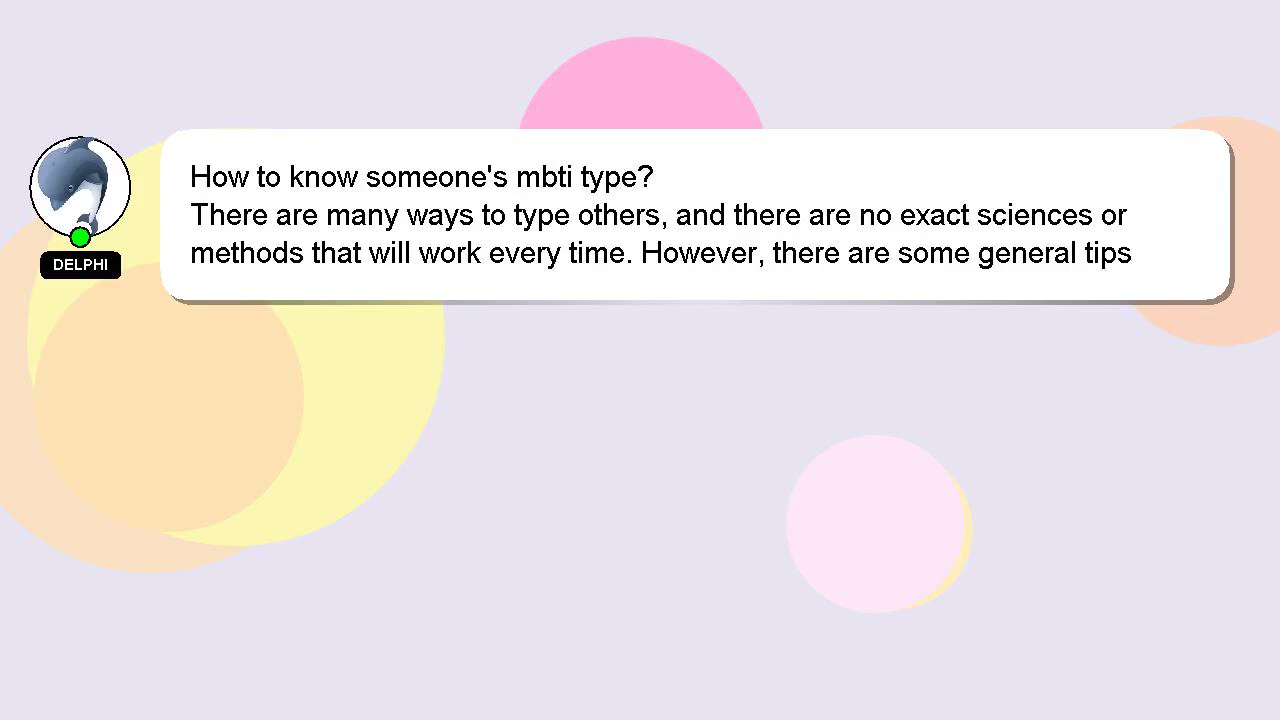 How to know someone's mbti type?
There are many ways to type others, and there are no exact sciences or
methods that will work every time. However, there are some general tips
DELPHI